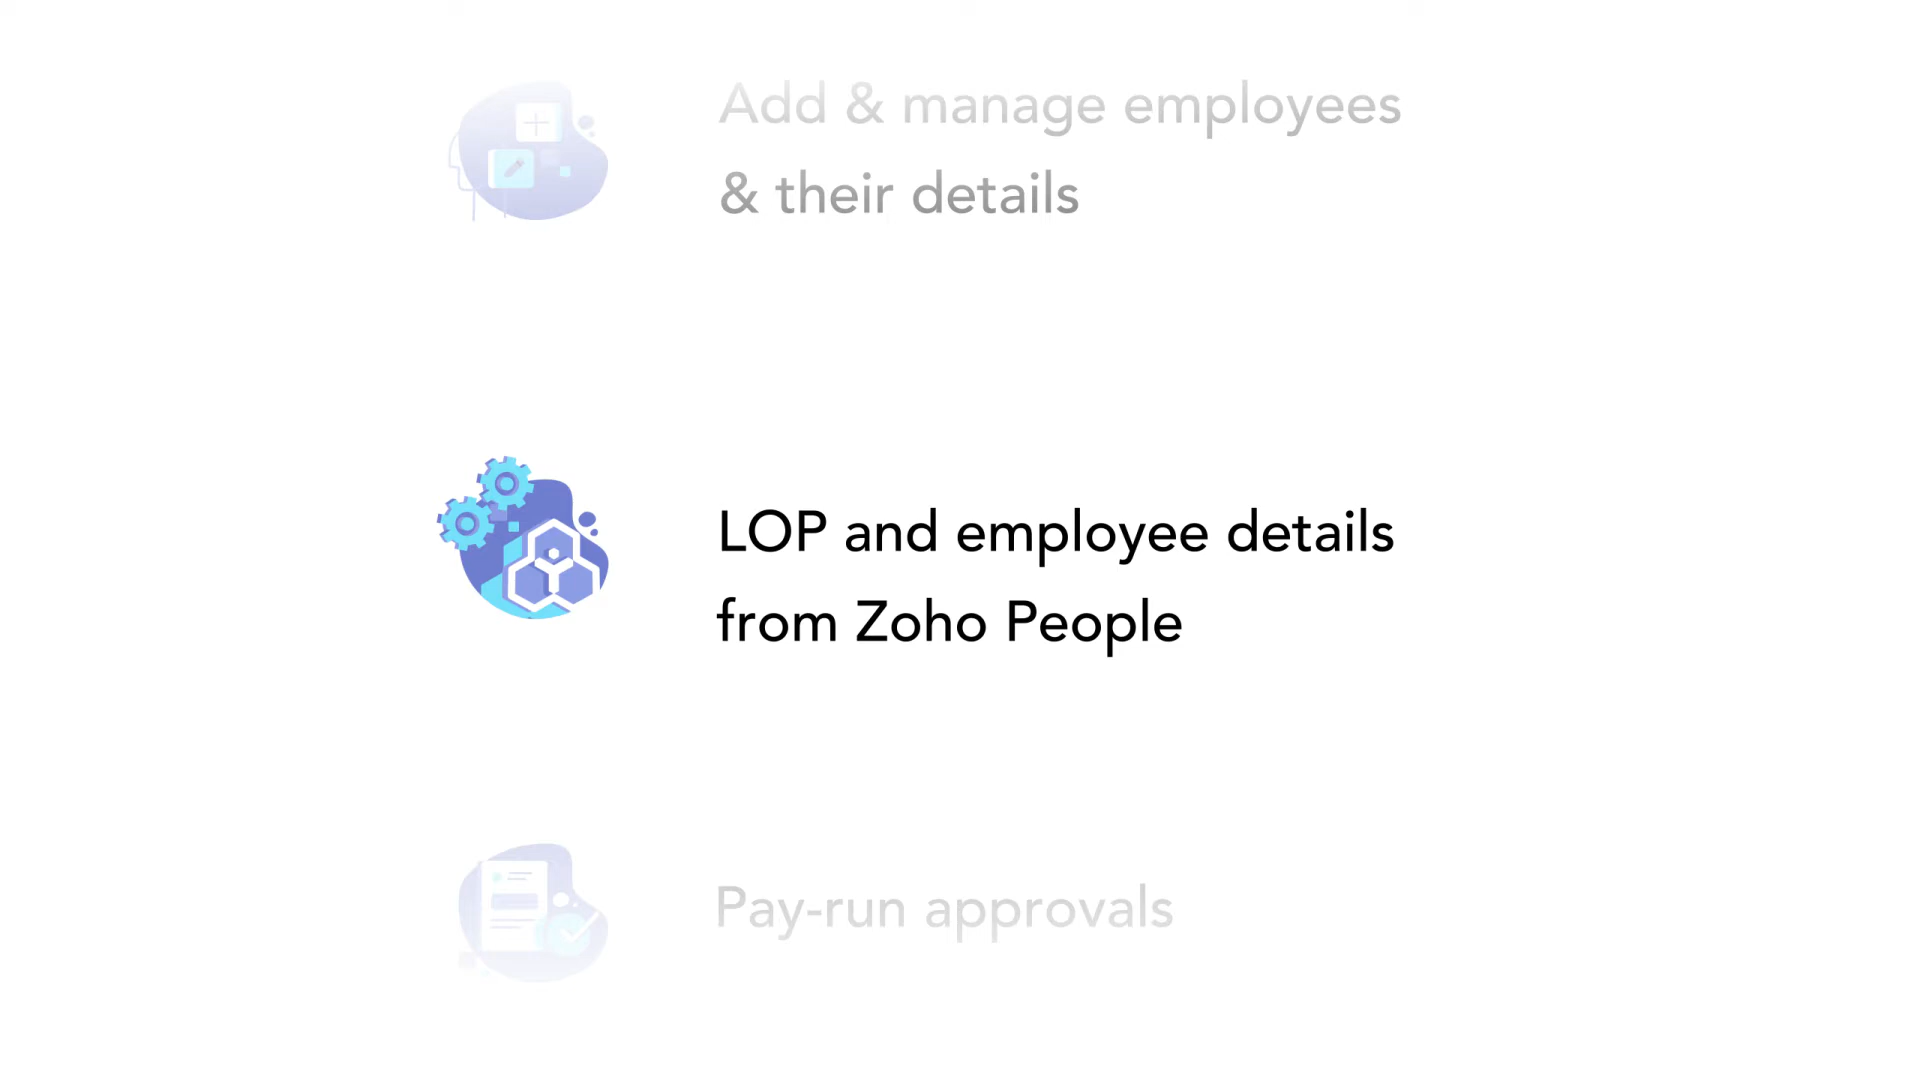 Add & manage employees
& their details
LOP and employee details
from Zoho People
Pay-run approvals